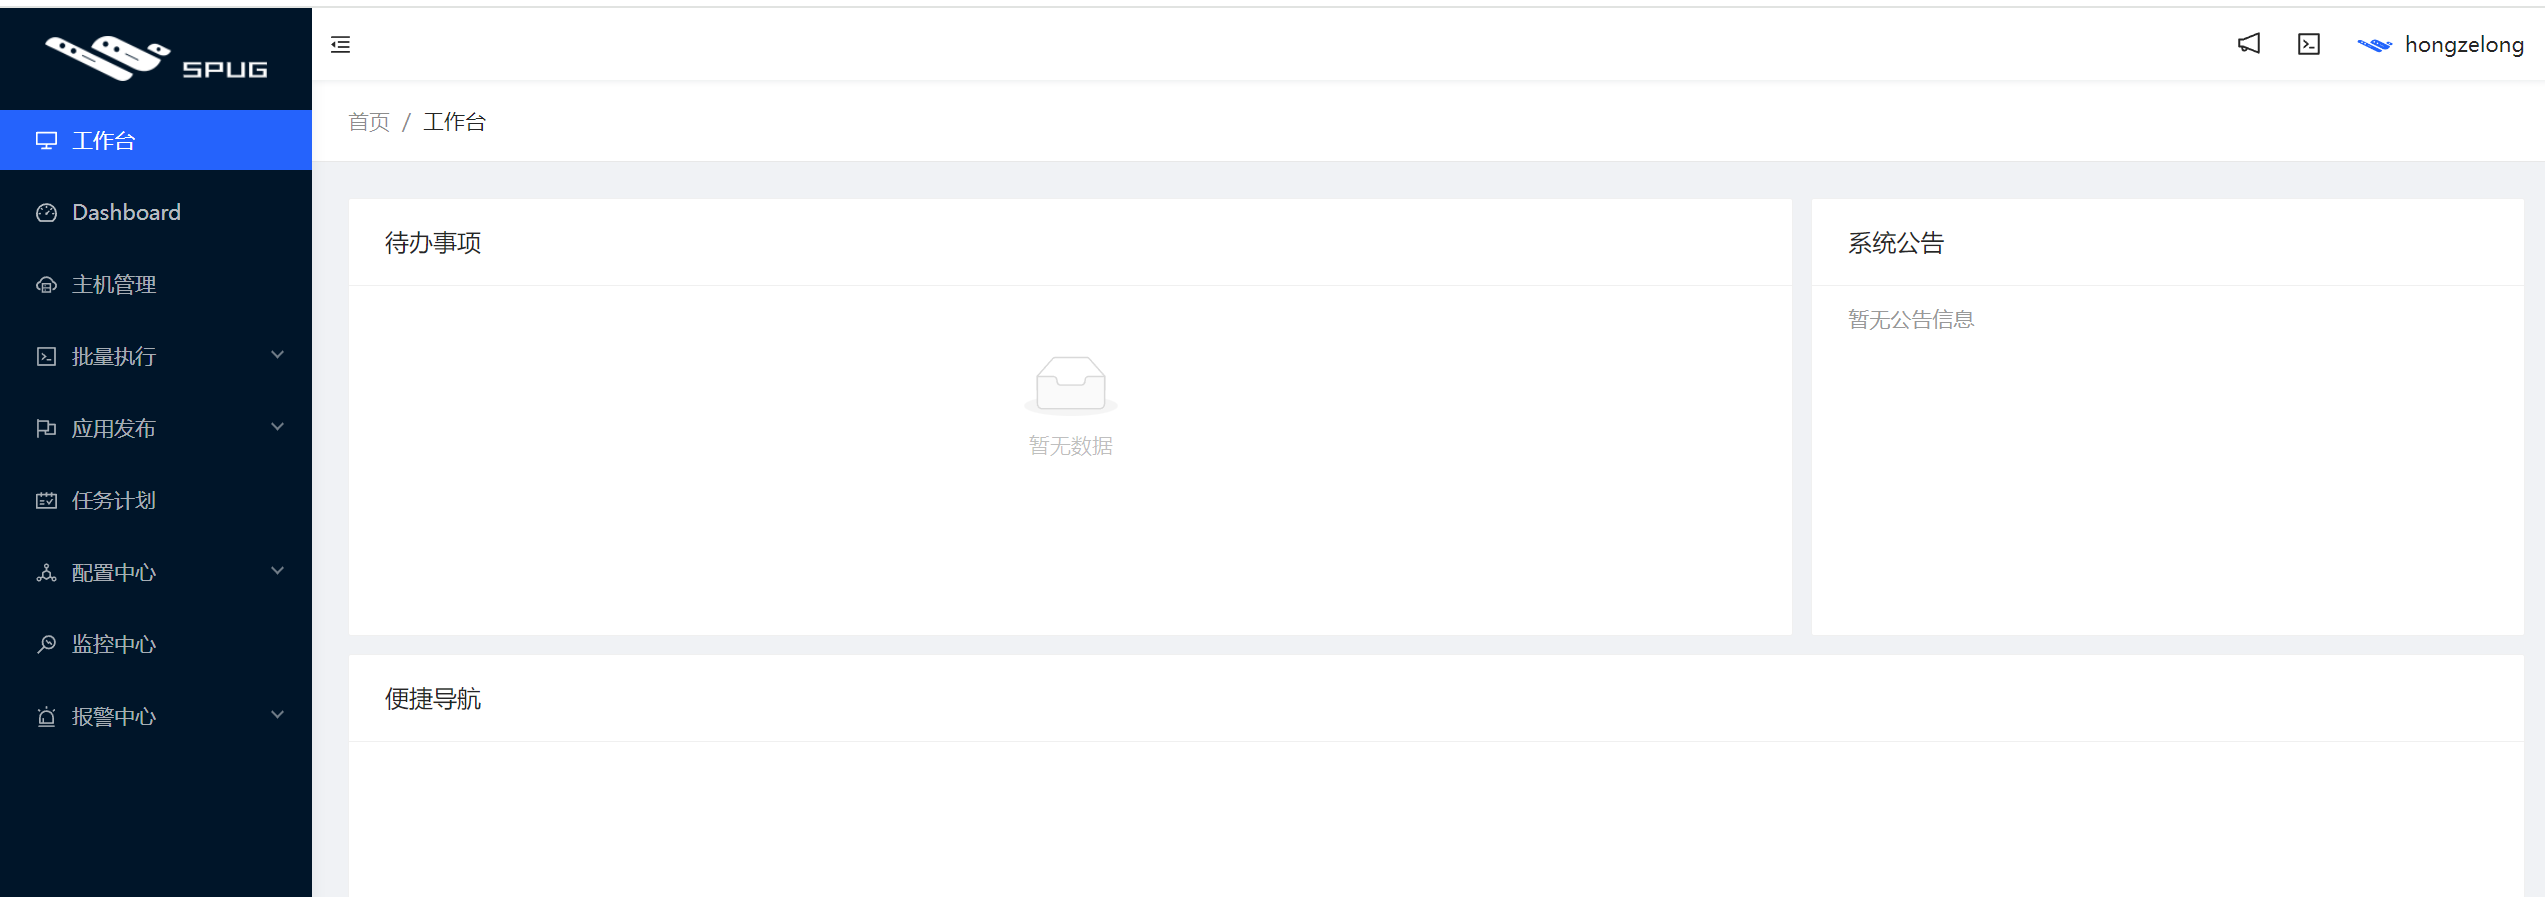 SPUG
hongzelong
首页 / 工作台
工作台
Dashboard
主机管理
批量执行
应用发布
任务计划
配置中心
监控中心
报警中心
待办事项
暂无数据
系统公告
暂无公告信息
便捷导航